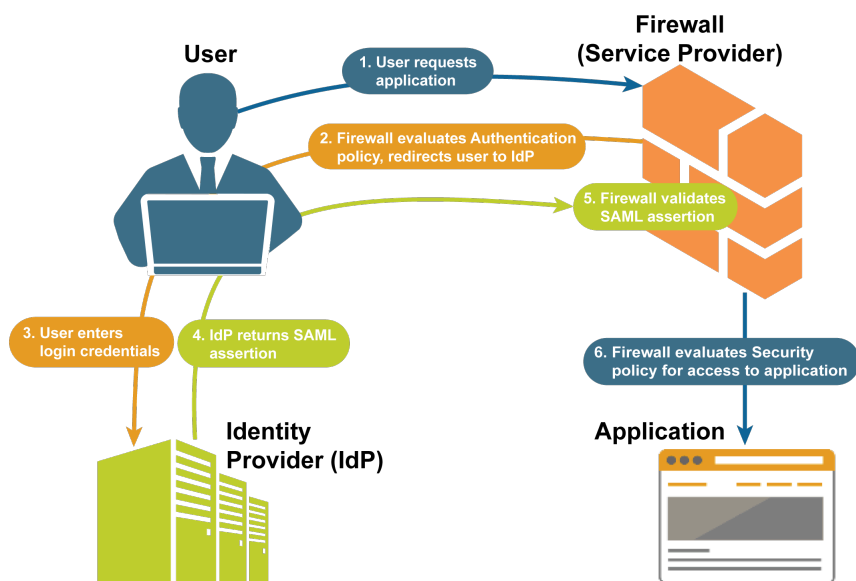 User
Firewall
(Service Provider)
1. User requests
application
2. Firewall evaluates Authentication
policy, redirects user to IdP
5. Firewall validates
SAML assertion
3. User enters
login credentials
4. IdP returns SAML
assertion
6. Firewall evaluates Security
policy for access to application
Identity
Provider (IdP)
Application